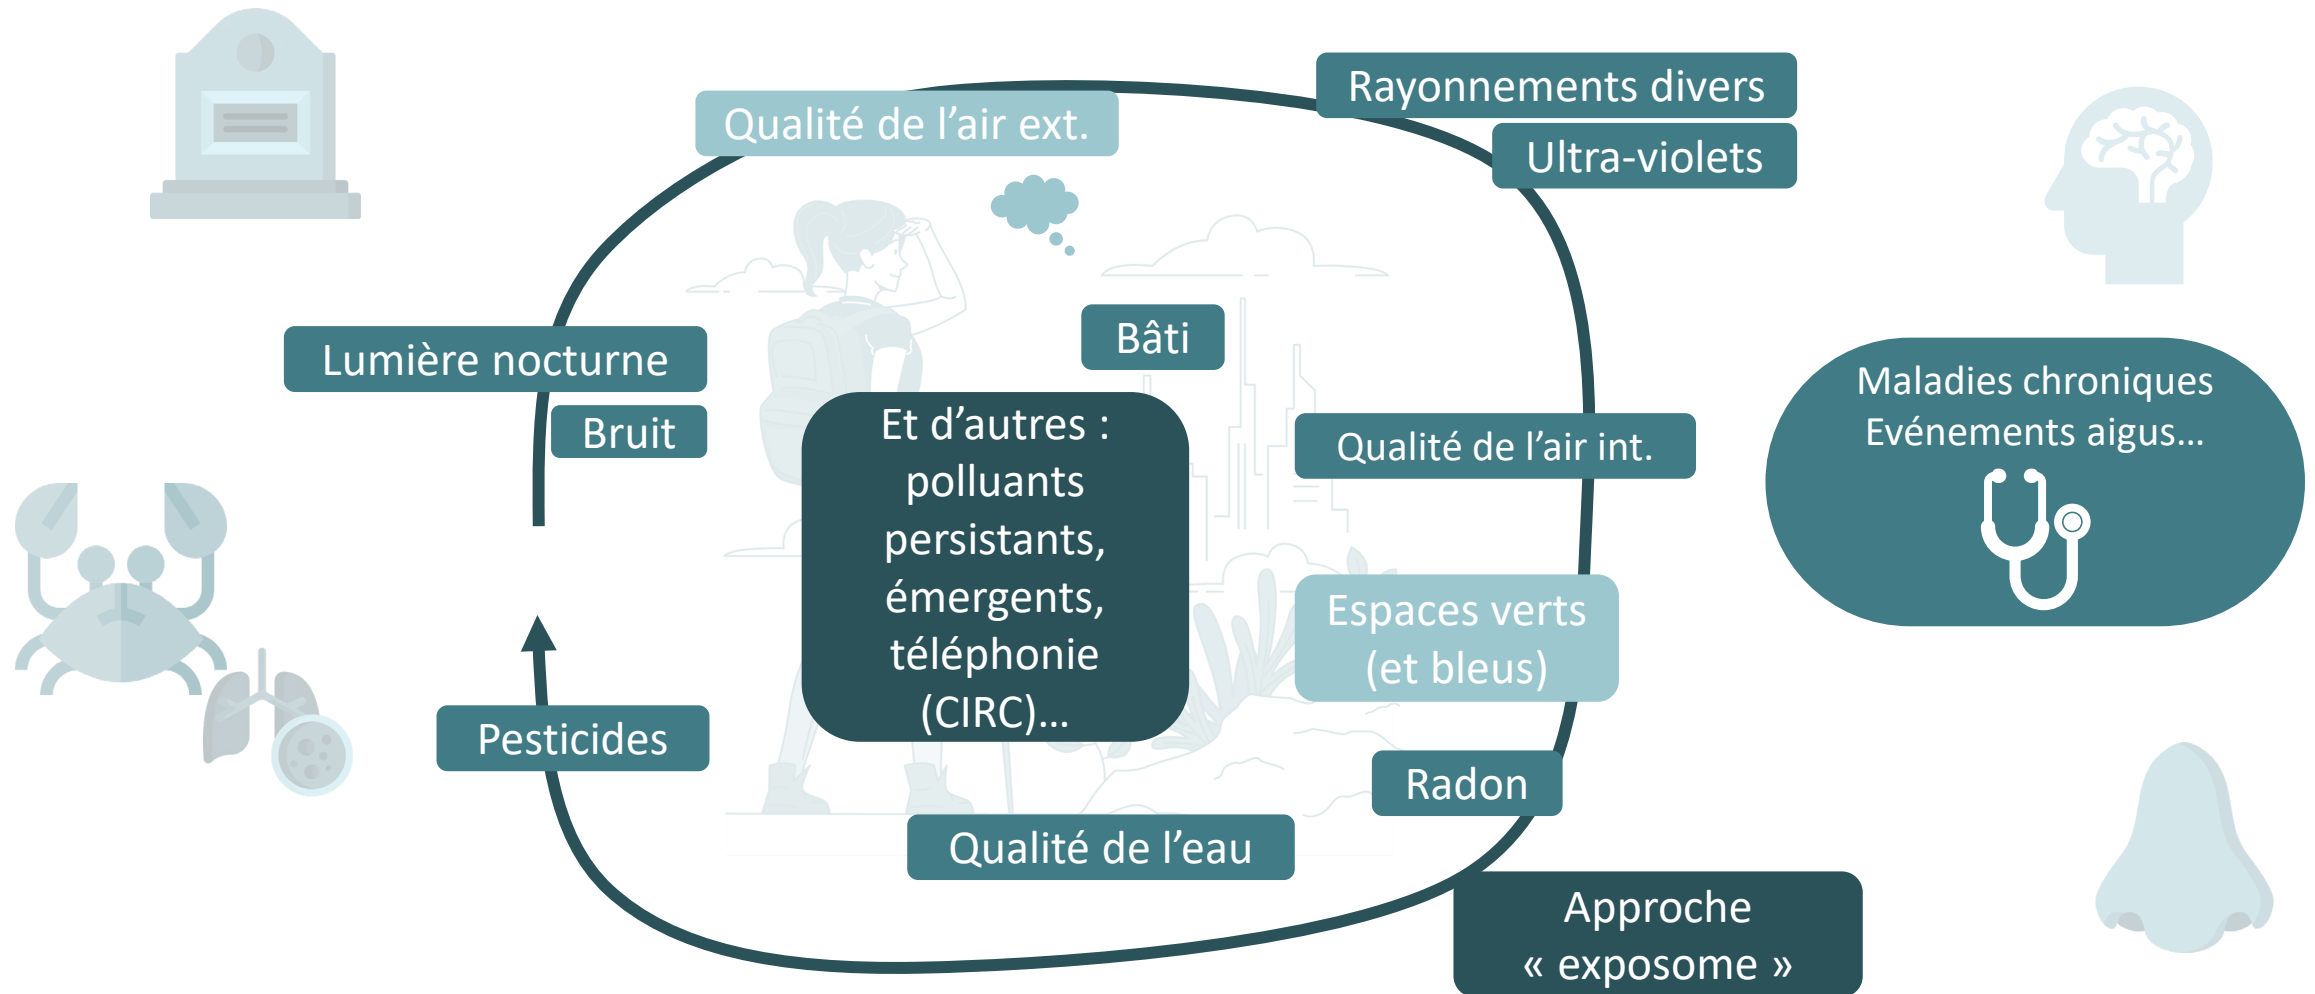 Qualité de l’air ext.
Rayonnements divers
Ultra-violets
Bâti
Lumière nocturne
Bruit
Et d’autres :
polluants
persistants,
émergents,
téléphonie
(CIRC)…
Qualité de l’air int.
Maladies chroniques
Evénements aigus…
Espaces verts
(et bleus)
Pesticides
Radon
Qualité de l’eau
Approche
« exposome »